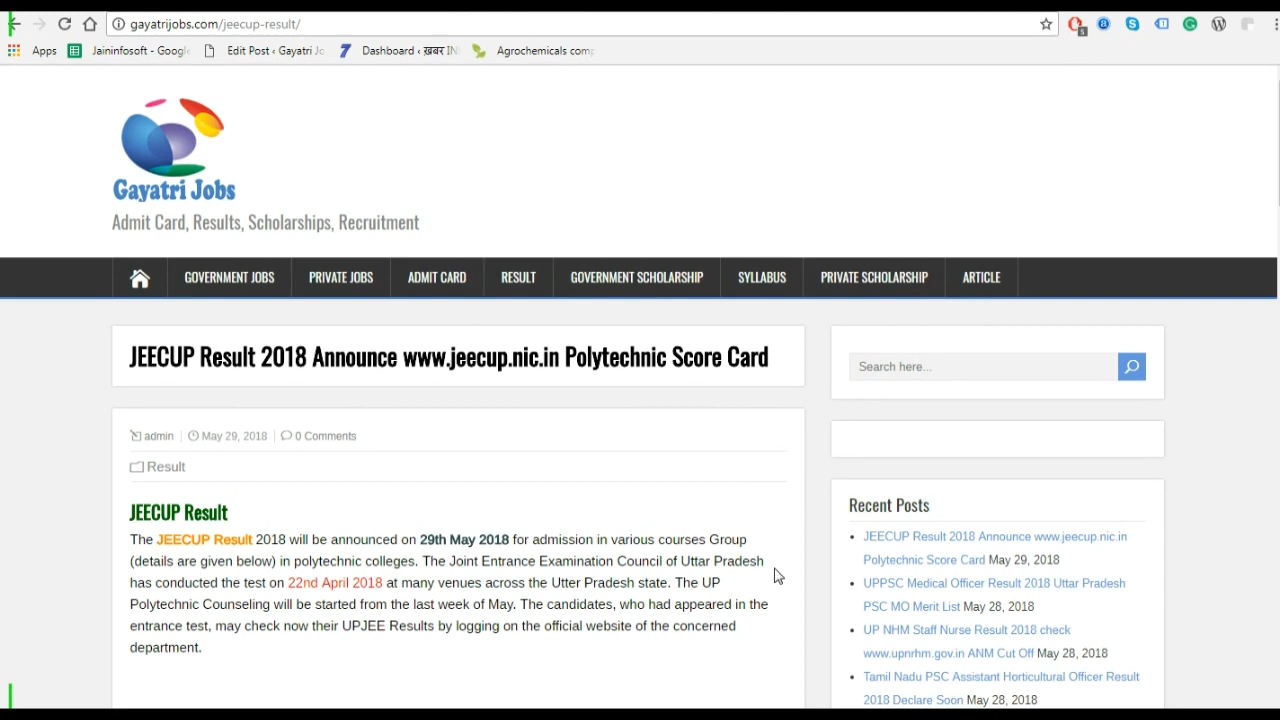 gayatrijobs.com/jeecup-result/
5
Apps Jaininfosoft - Google Edit Post ‹ Gayatri Jo Dashboard ‹ ख़बर IN Agrochemicals comp
Gayatri Jobs
Admit Card, Results, Scholarships, Recruitment
GOVERNMENT JOBS PRIVATE JOBS ADMIT CARD RESULT GOVERNMENT SCHOLARSHIP SYLLABUS PRIVATE SCHOLARSHIP ARTICLE
JEECUP Result 2018 Announce www.jeecup.nic.in Polytechnic Score Card
admin May 29, 2018 0 Comments
Result
JEECUP Result
The JEECUP Result 2018 will be announced on 29th May 2018 for admission in various courses Group
(details are given below) in polytechnic colleges. The Joint Entrance Examination Council of Uttar Pradesh
has conducted the test on 22nd April 2018 at many venues across the Utter Pradesh state. The UP
Polytechnic Counseling will be started from the last week of May. The candidates, who had appeared in the
entrance test, may check now their UPJEE Results by logging on the official website of the concerned
department.
Search here...
Recent Posts
JEECUP Result 2018 Announce www.jeecup.nic.in
Polytechnic Score Card May 29, 2018
UPPSC Medical Officer Result 2018 Uttar Pradesh
PSC MO Merit List May 28, 2018
UP NHM Staff Nurse Result 2018 check
www.upnrhm.gov.in ANM Cut Off May 28, 2018
Tamil Nadu PSC Assistant Horticultural Officer Result
2018 Declare Soon May 28, 2018